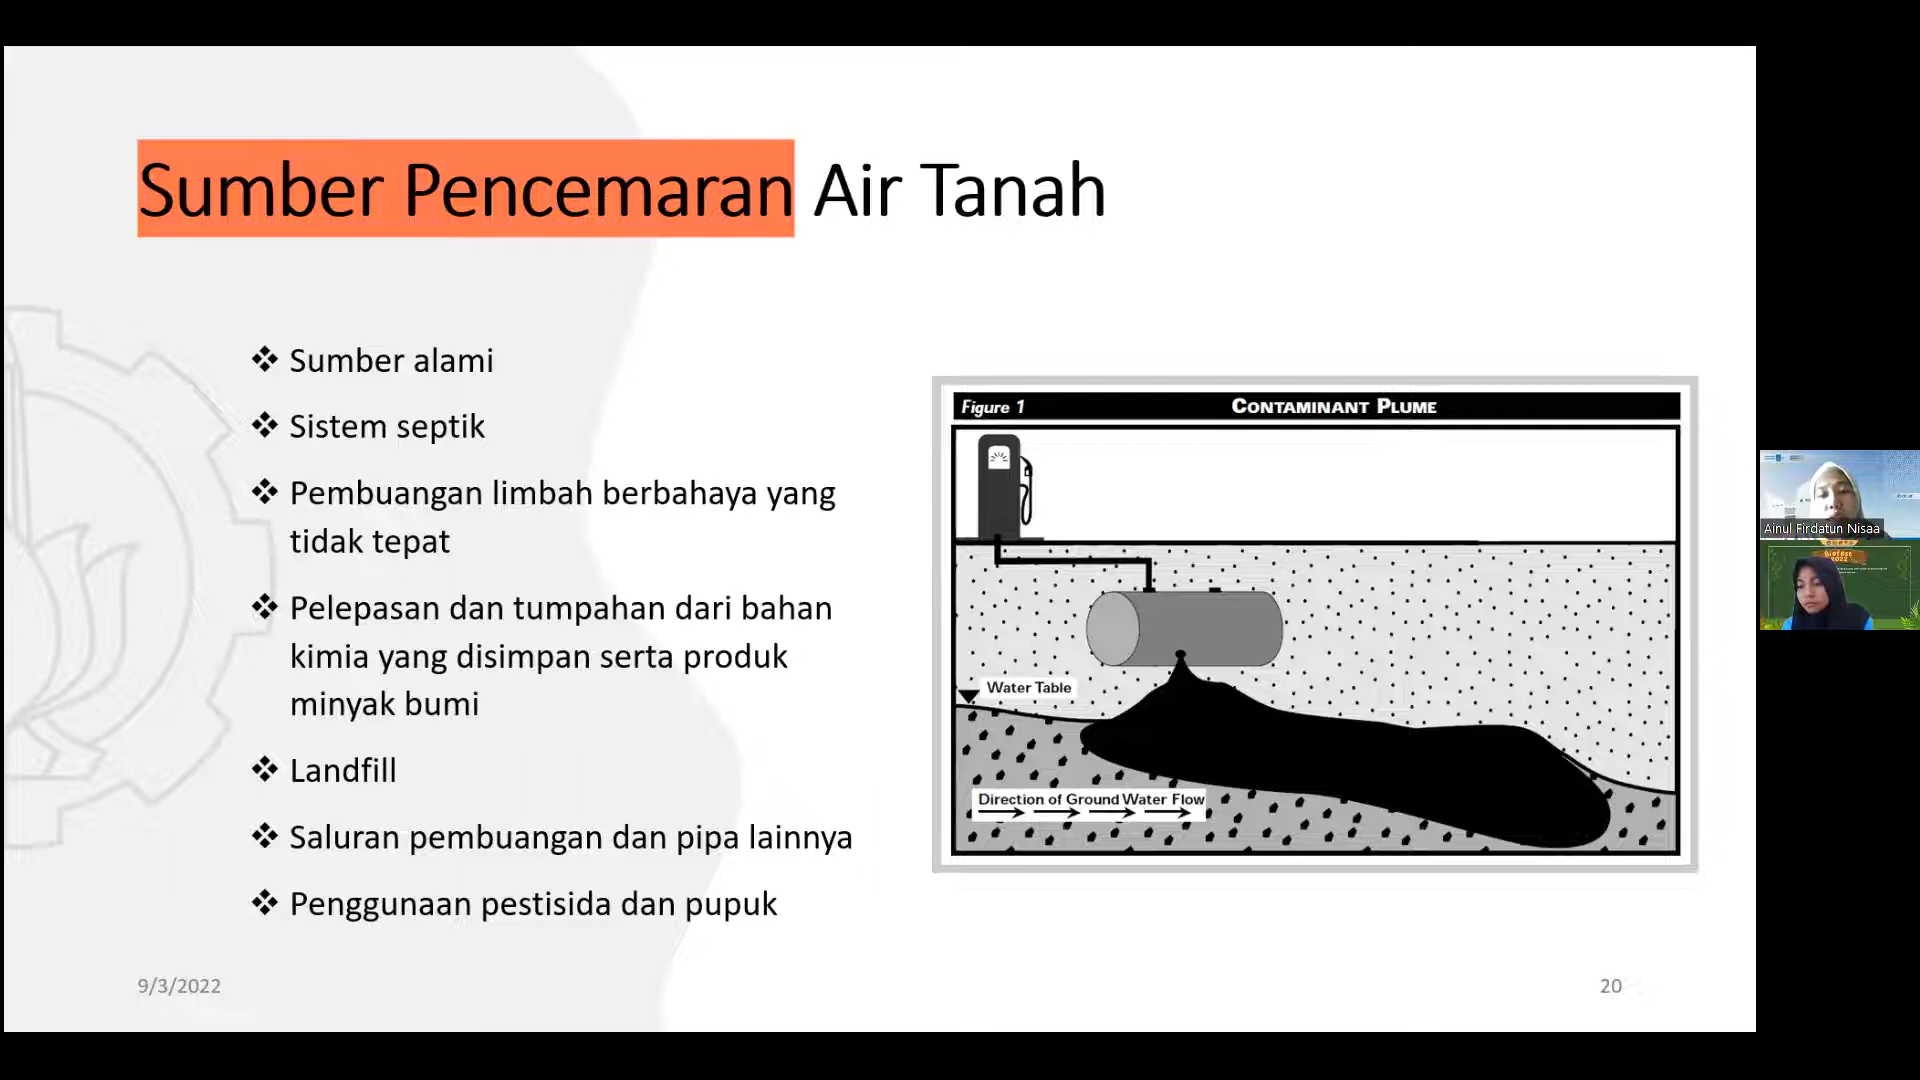 Sumber Pencemaran Air Tanah
❖ Sumber alami
❖ Sistem septik
❖ Pembuangan limbah berbahaya yang
tidak tepat
❖ Pelepasan dan tumpahan dari bahan
kimia yang disimpan serta produk
minyak bumi
❖ Landfill
❖ Saluran pembuangan dan pipa lainnya
❖ Penggunaan pestisida dan pupuk
Figure 1
CONTAMINANT PLUME
Water Table
Direction of Ground Water Flow
9/3/2022
20
Ainul Firdatun Nisaa
2022